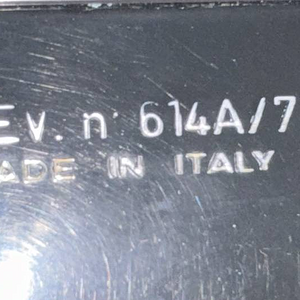 EV. n° 614A/7
ADE IN ITALY